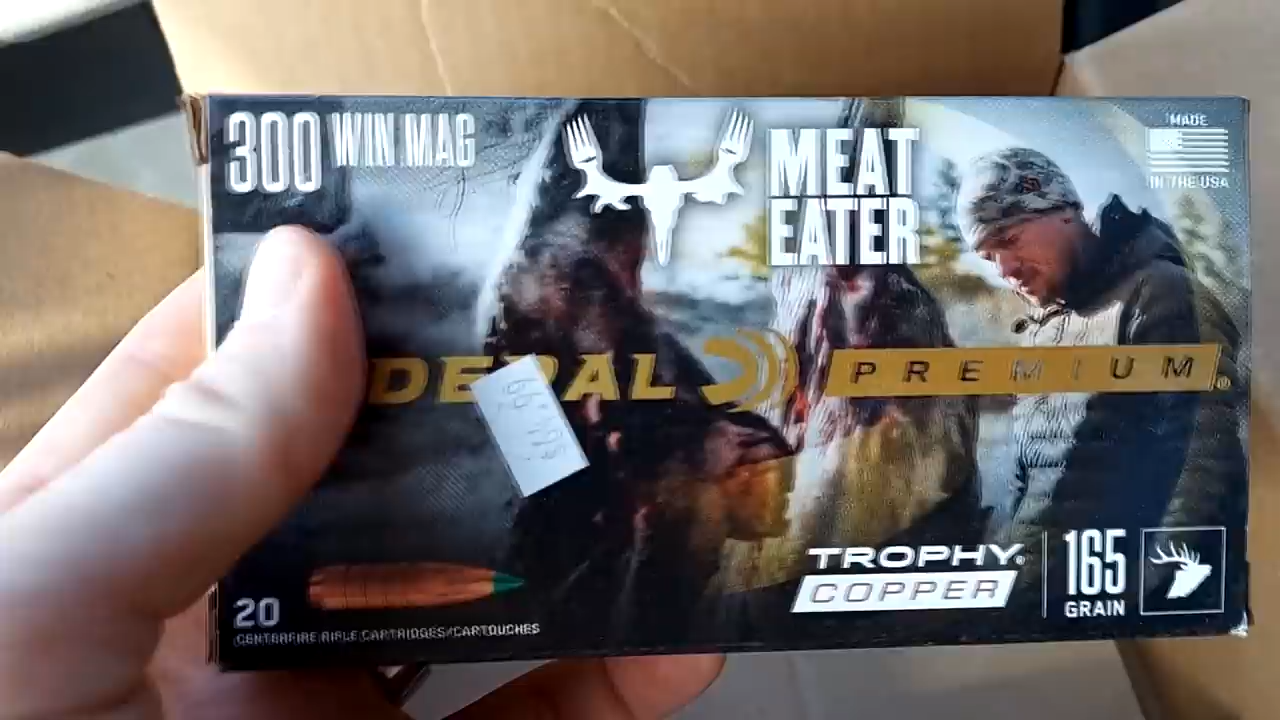 300 WIN MAG
MEAT
EATER
MADE
IN THE USA
DERAL PREMIUM®
TROPHY®
COPPER
165
GRAIN
20
CENTERFIRE RIFLE CARTRIDGES/CARTOUCHES